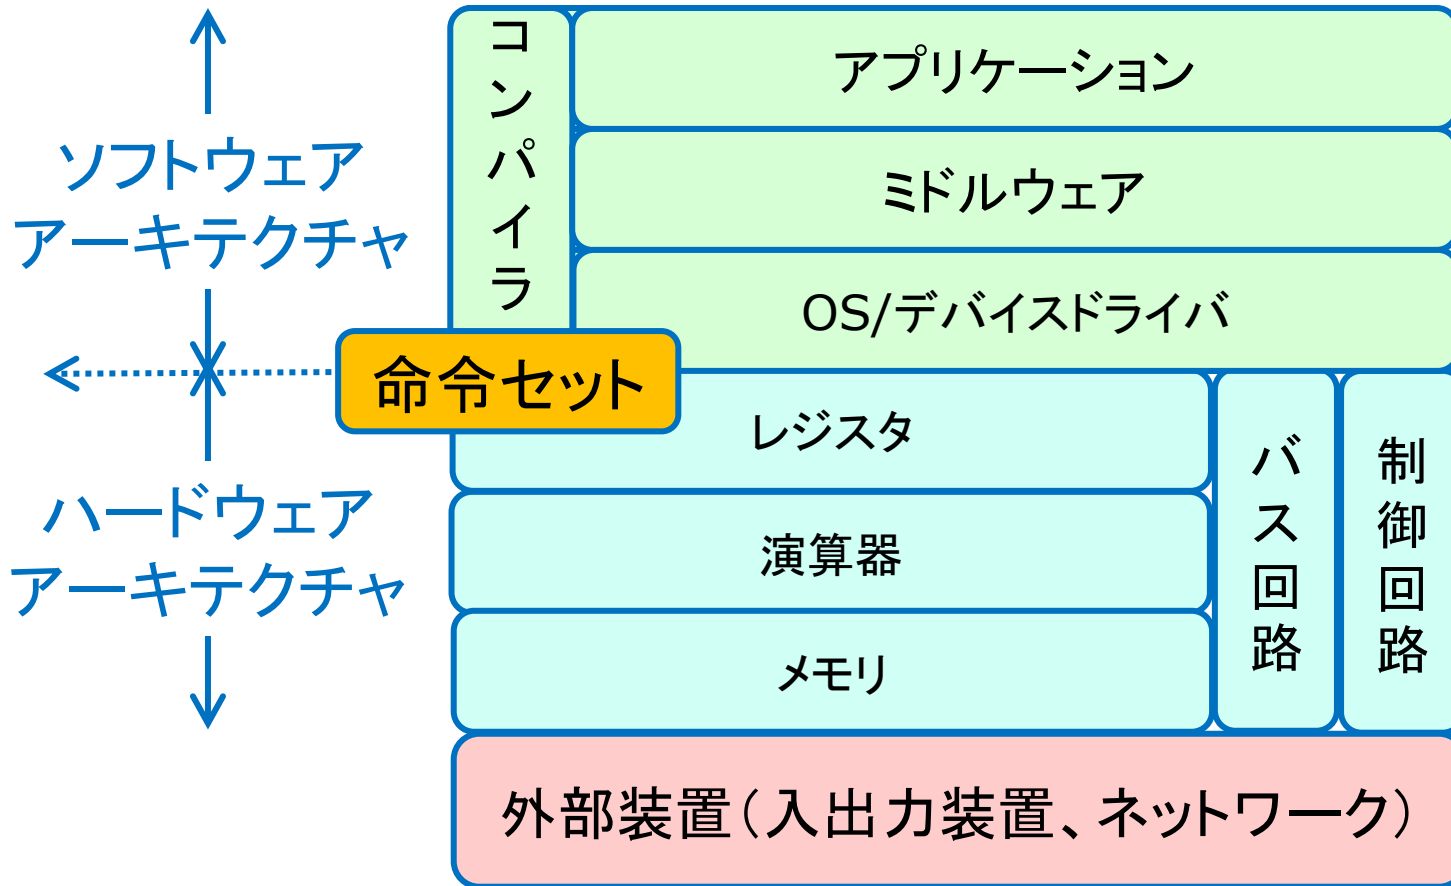 コンパイラ
アプリケーション
ミドルウェア
OS/デバイスドライバ
ソフトウェア
アーキテクチャ
命令セット
レジスタ
演算器
メモリ
バス回路
制御回路
ハードウェア
アーキテクチャ
外部装置（入出力装置、ネットワーク）